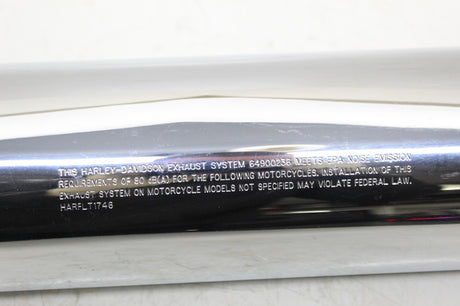 THIS HARLEY-DAVIDSON EXHAUST SYSTEM 64900236 MEETS EPA NOISE EMISSION
REQUIREMENTS OF 80 dB(A) FOR THE FOLLOWING MOTORCYCLES. INSTALLATION OF THIS
EXHAUST SYSTEM ON MOTORCYCLE MODELS NOT SPECIFIED MAY VIOLATE FEDERAL LAW.
HARFLT1748